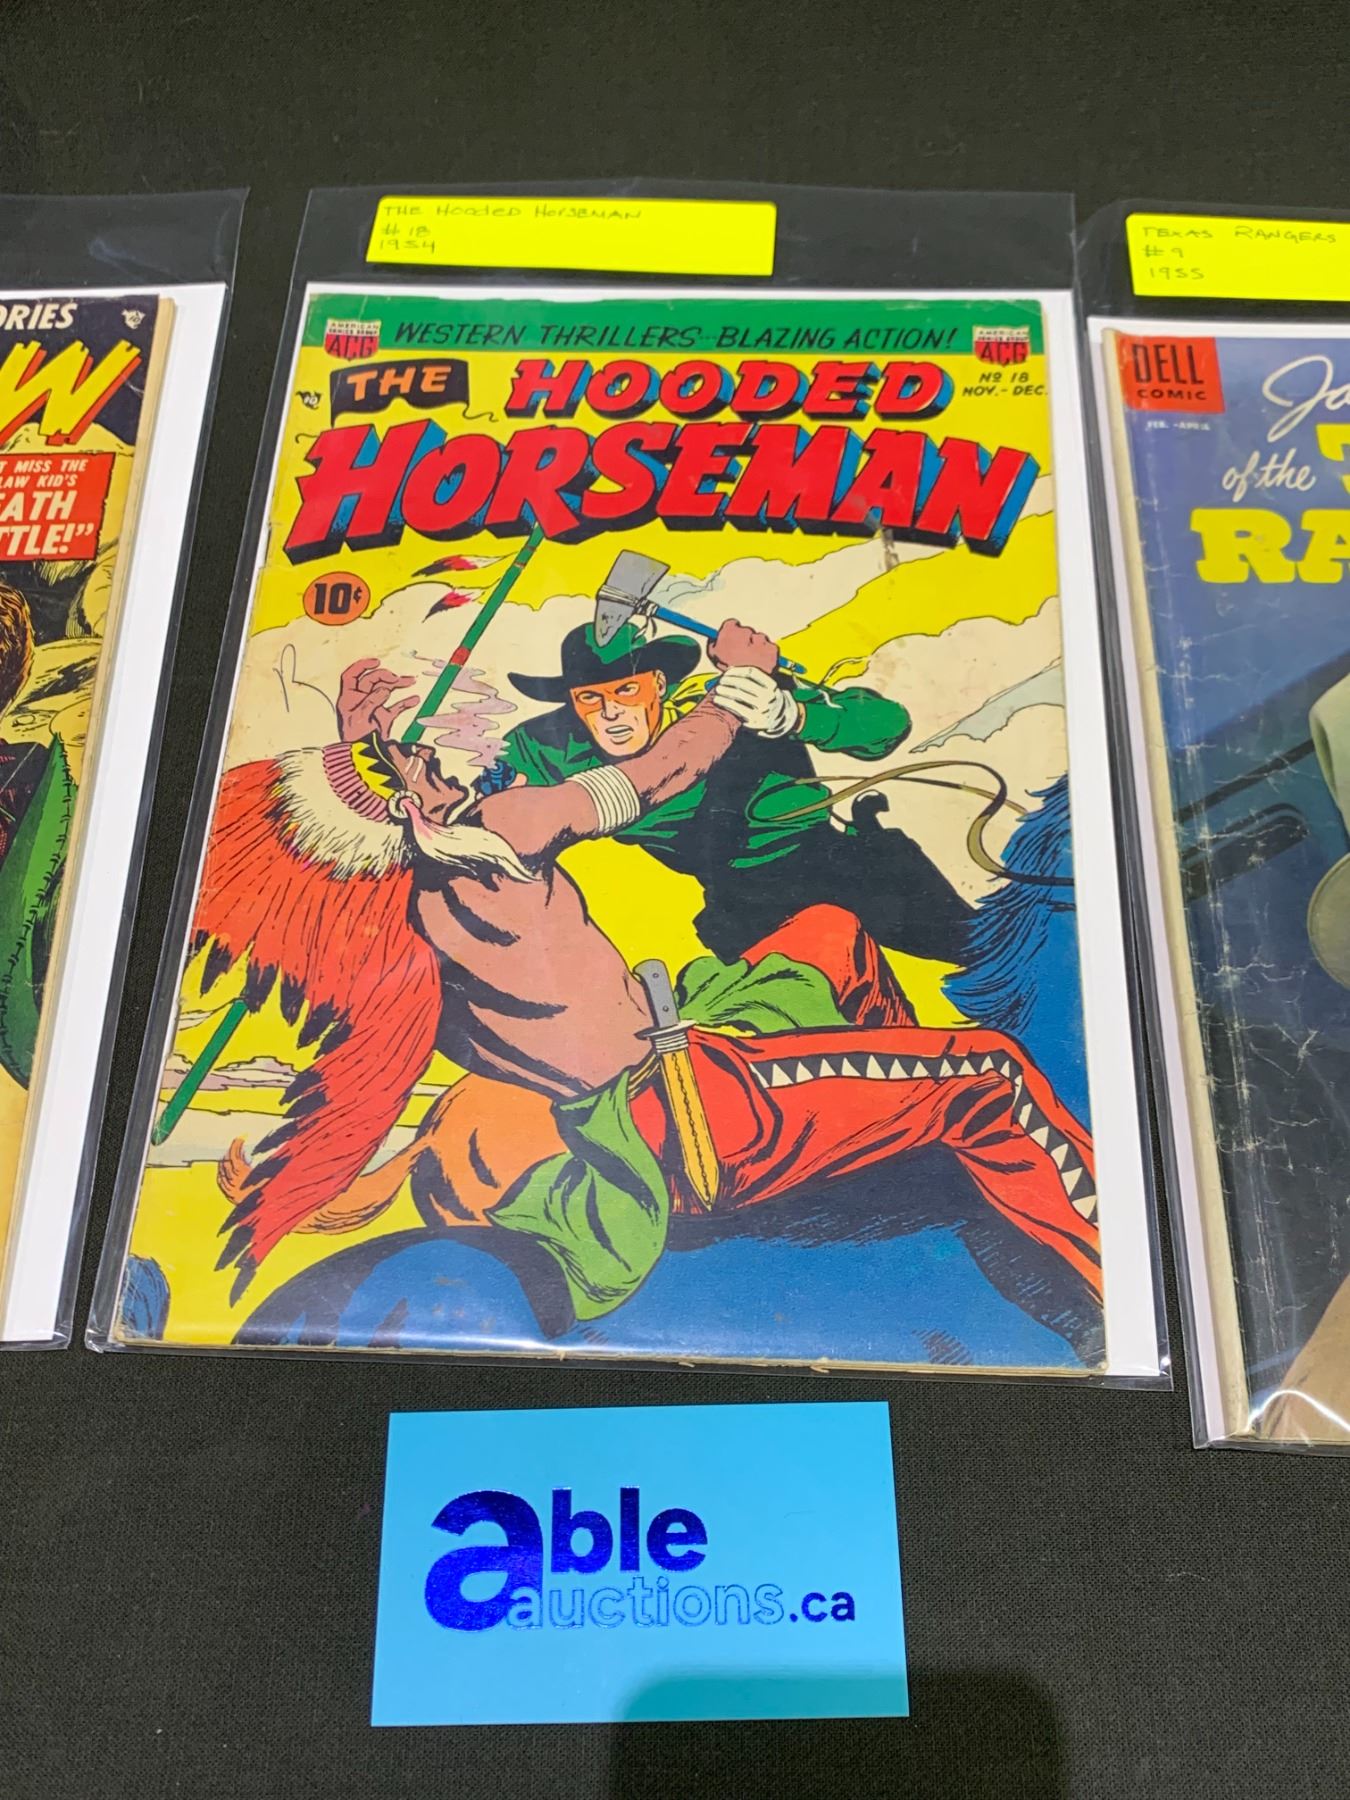 THE HOODED HORSEMAN
# 18
1954
TEXAS RANGERS
# 9
1955
ORIES
W
T MISS THE
LAW KID'S
EATH
TTLE!"
AMERICAN
COMICS GROUP
ACG
WESTERN THRILLERS--BLAZING ACTION!
AMERICAN
COMICS GROUP
ACG
THE HOODED
HORSEMAN
No 18
NOV.-DEC.
10¢
DELL
COMIC
FEB.-APRIL
Ja
of the T
RA
able
auctions.ca